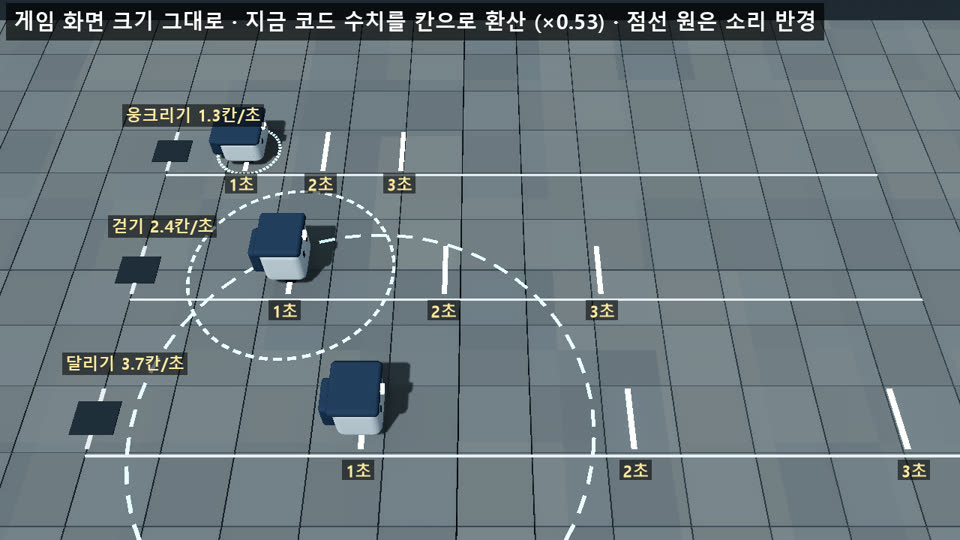 게임 화면 크기 그대로 · 지금 코드 수치를 칸으로 환산 (×0.53) · 점선 원은 소리 반경
웅크리기 1.3칸/초
1초
2초
3초
걷기 2.4칸/초
1초
2초
3초
달리기 3.7칸/초
1초
2초
3초